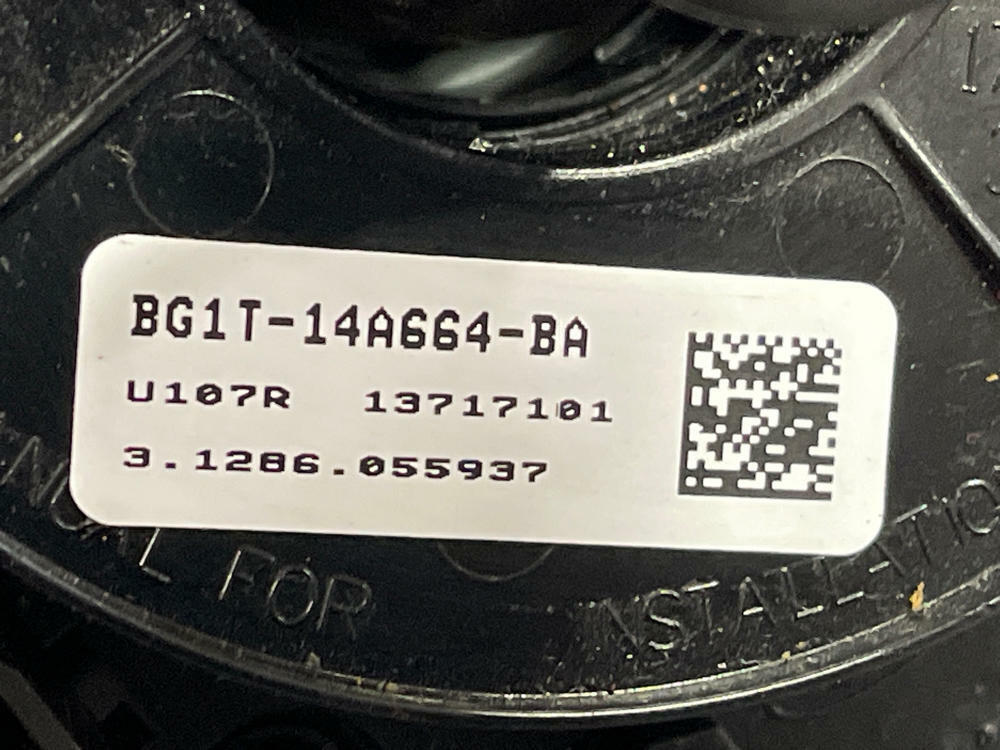 BG1T-14A664-BA
U107R 13717101
3.1286.055937
FOR